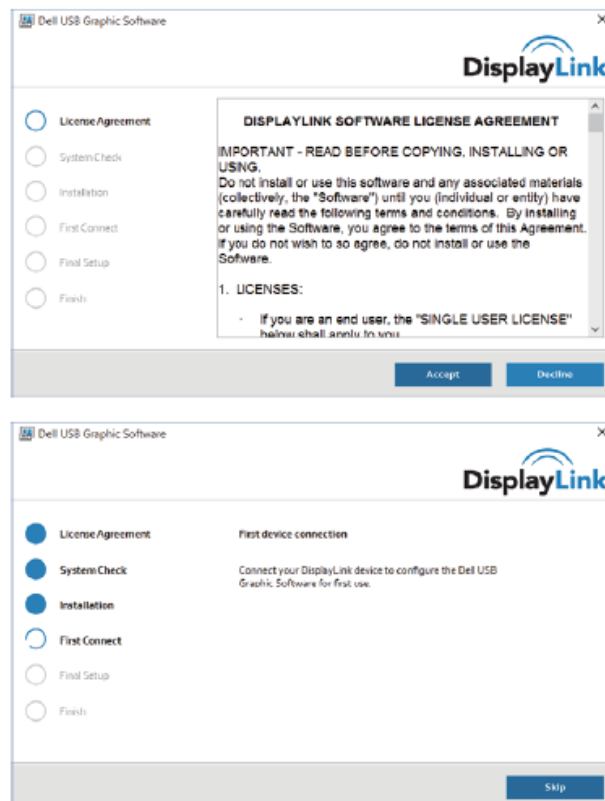 Dell USB Graphic Software
DisplayLink
License Agreement
System Check
Installation
First Connect
Final Setup
Finish
DISPLAYLINK SOFTWARE LICENSE AGREEMENT
IMPORTANT - READ BEFORE COPYING, INSTALLING OR
USING.
Do not install or use this software and any associated materials
(collectively, the "Software") until you (individual or entity) have
carefully read the following terms and conditions. By installing
or using the Software, you agree to the terms of this Agreement.
If you do not wish to so agree, do not install or use the
Software.
1. LICENSES:
· If you are an end user, the "SINGLE USER LICENSE"
below shall apply to you
Accept
Decline
Dell USB Graphic Software
DisplayLink
License Agreement
System Check
Installation
First Connect
Final Setup
Finish
First device connection
Connect your DisplayLink device to configure the Dell USB
Graphic Software for first use.
Skip